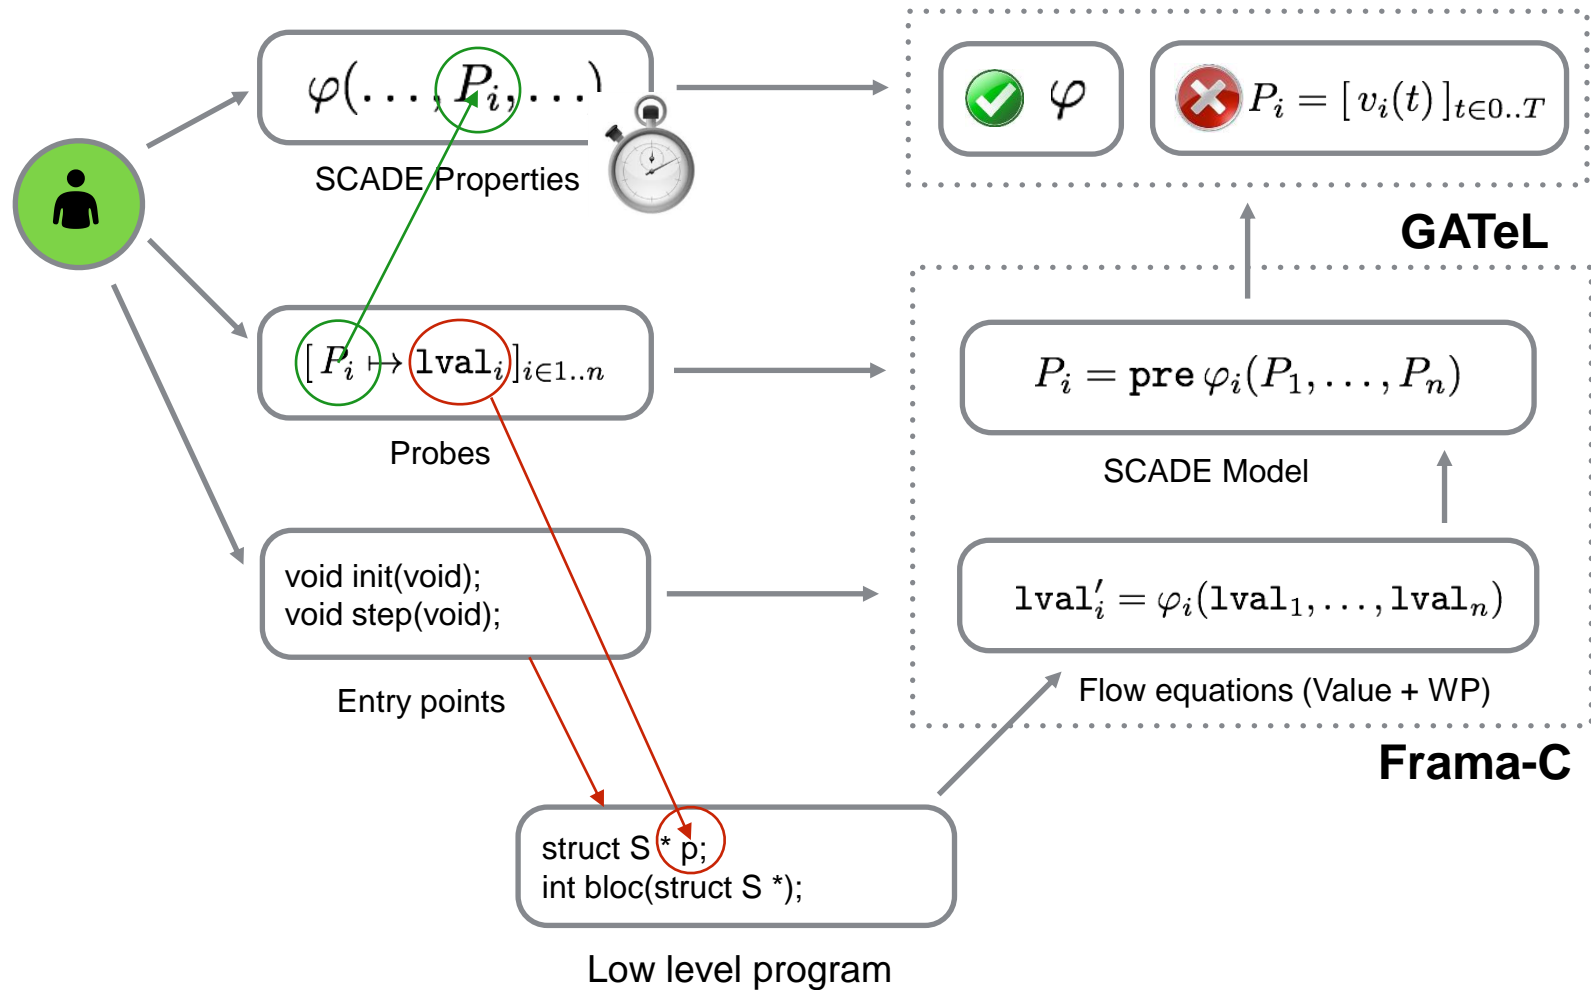 φ(..., P_i, ...)
SCADE Properties
φ
P_i = [ v_i(t) ]_{t∈0..T}
GATeL
[ P_i ↦ lval_i ]_{i∈1..n}
Probes
P_i = pre φ_i(P_1, ..., P_n)
SCADE Model
void init(void);
void step(void);
Entry points
lval′_i = φ_i(lval_1, ..., lval_n)
Flow equations (Value + WP)
Frama-C
struct S * p;
int bloc(struct S *);
Low level program